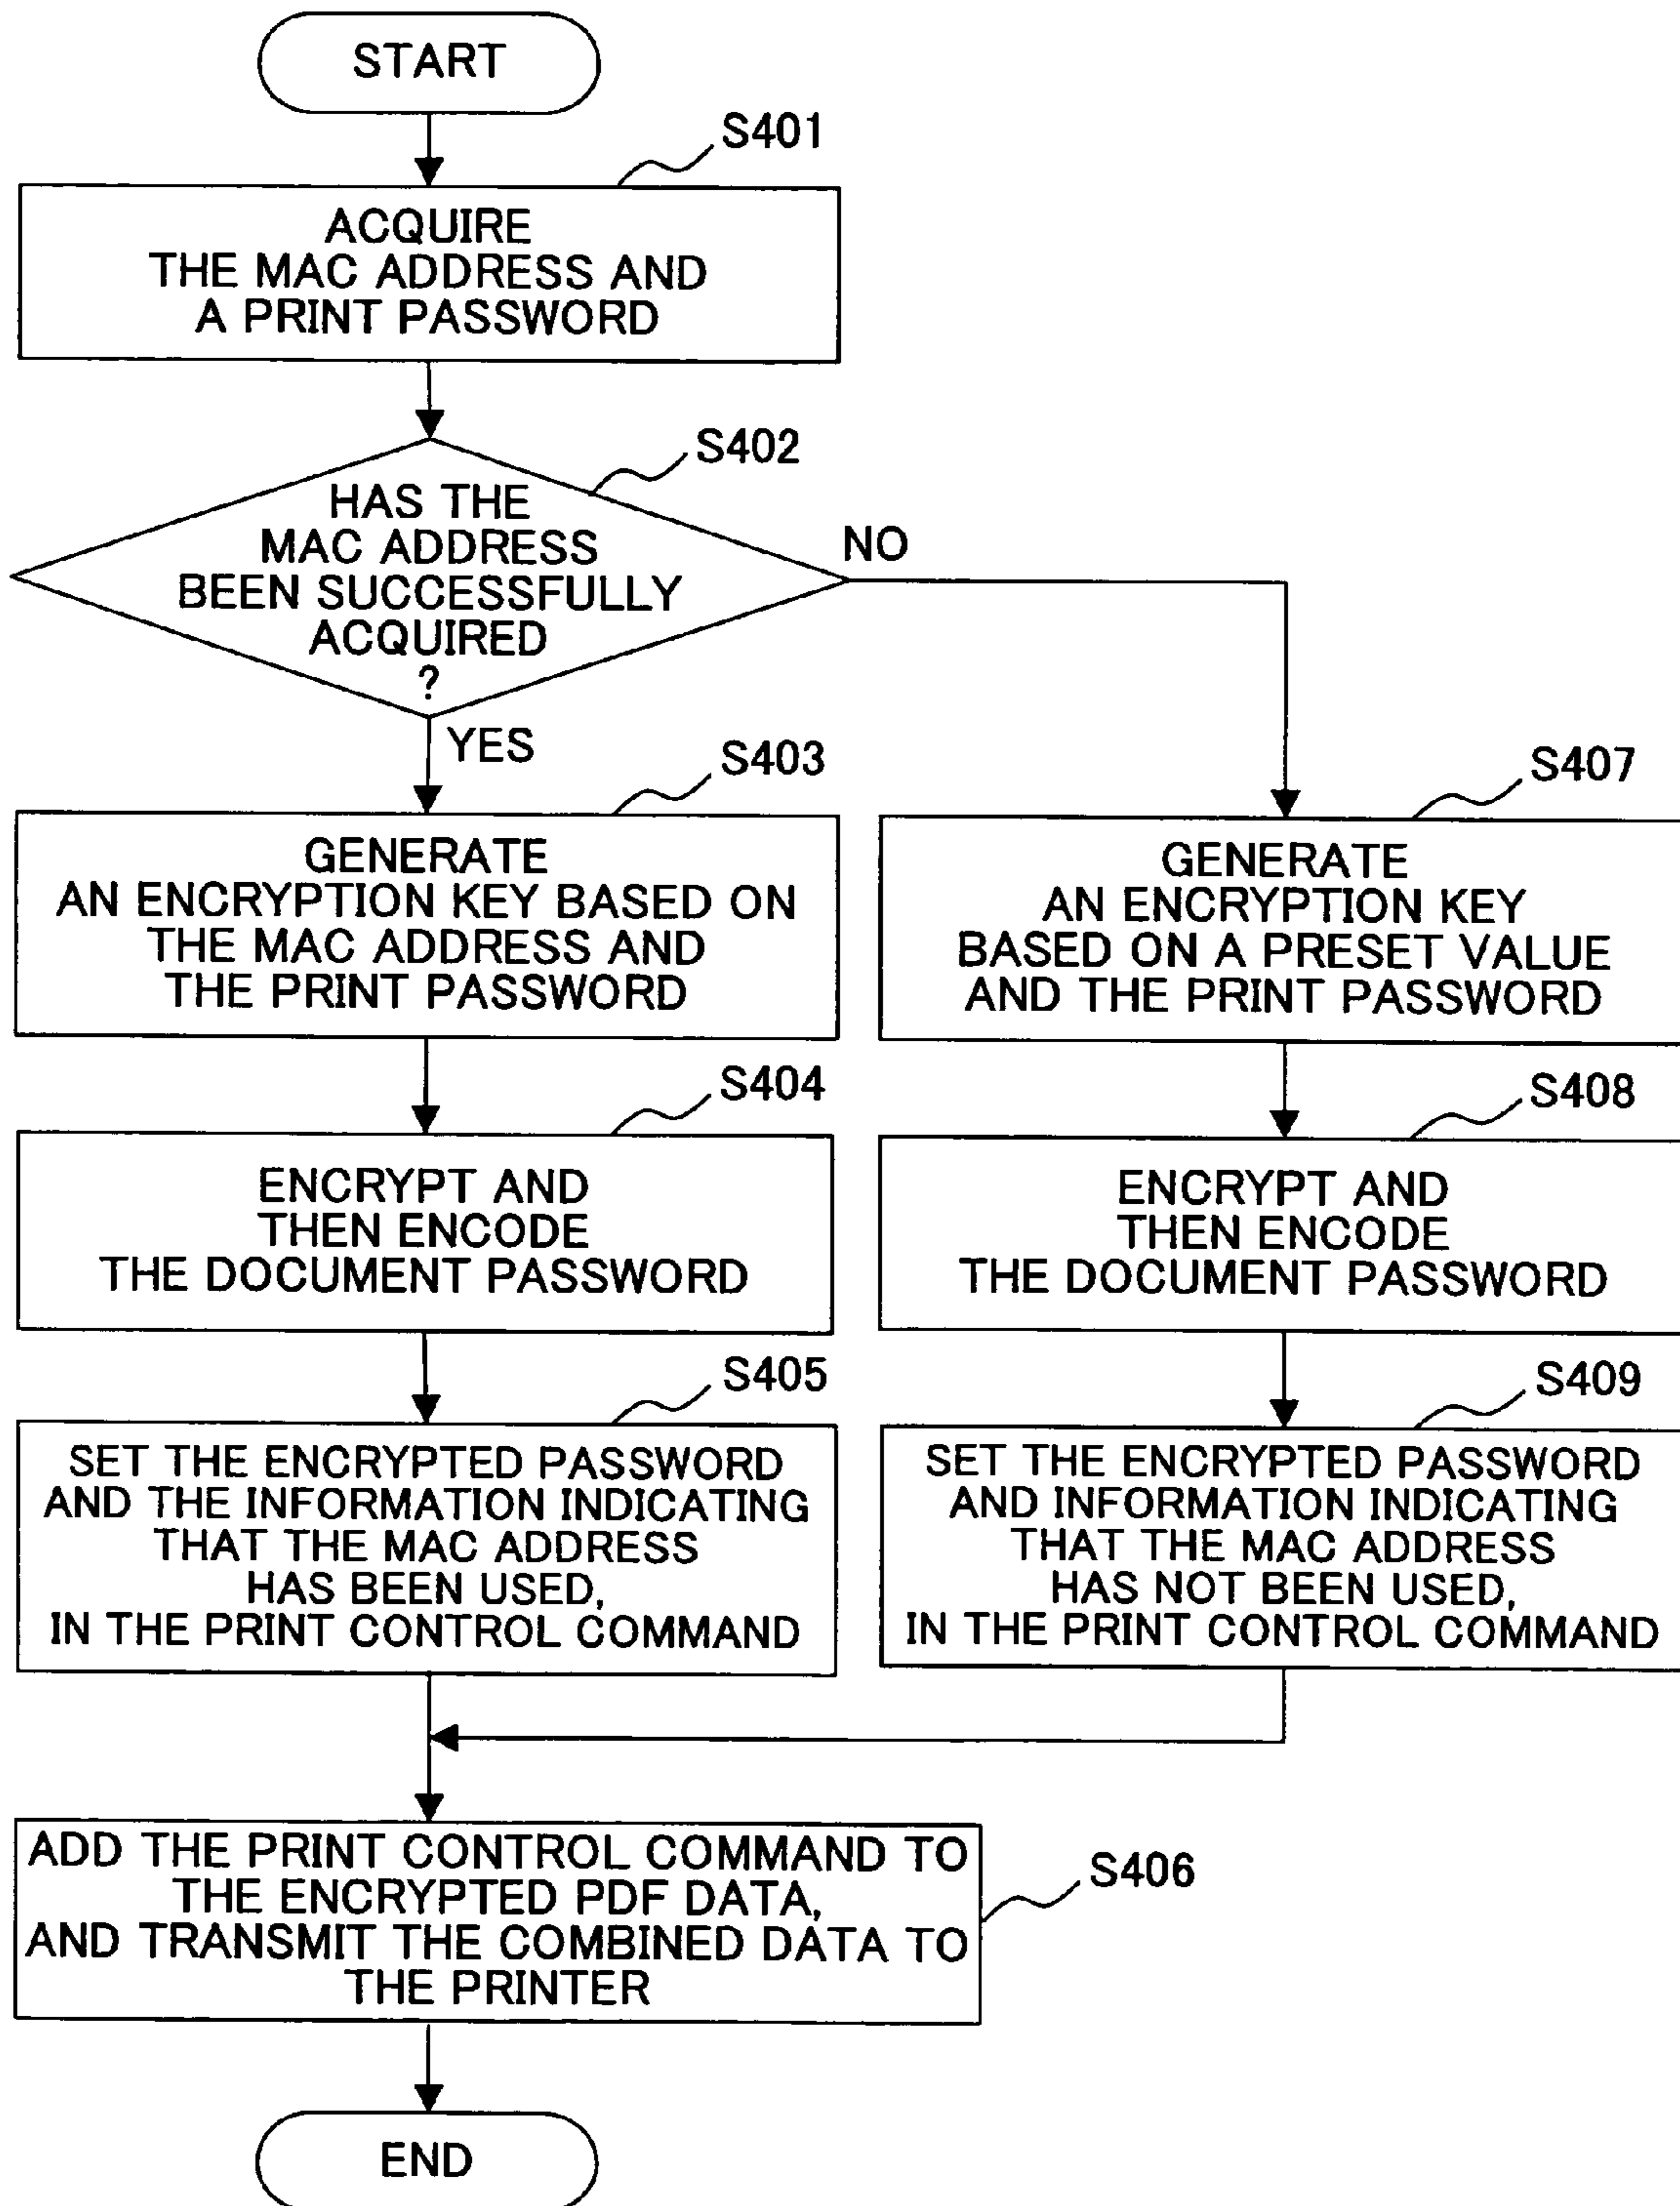 START
S401
ACQUIRE
THE MAC ADDRESS AND
A PRINT PASSWORD
S402
HAS THE
MAC ADDRESS
BEEN SUCCESSFULLY
ACQUIRED
?
NO
YES
S403
GENERATE
AN ENCRYPTION KEY BASED ON
THE MAC ADDRESS AND
THE PRINT PASSWORD
S407
GENERATE
AN ENCRYPTION KEY
BASED ON A PRESET VALUE
AND THE PRINT PASSWORD
S404
ENCRYPT AND
THEN ENCODE
THE DOCUMENT PASSWORD
S408
ENCRYPT AND
THEN ENCODE
THE DOCUMENT PASSWORD
S405
SET THE ENCRYPTED PASSWORD
AND THE INFORMATION INDICATING
THAT THE MAC ADDRESS
HAS BEEN USED,
IN THE PRINT CONTROL COMMAND
S409
SET THE ENCRYPTED PASSWORD
AND INFORMATION INDICATING
THAT THE MAC ADDRESS
HAS NOT BEEN USED,
IN THE PRINT CONTROL COMMAND
ADD THE PRINT CONTROL COMMAND TO
THE ENCRYPTED PDF DATA,
AND TRANSMIT THE COMBINED DATA TO
THE PRINTER
S406
END